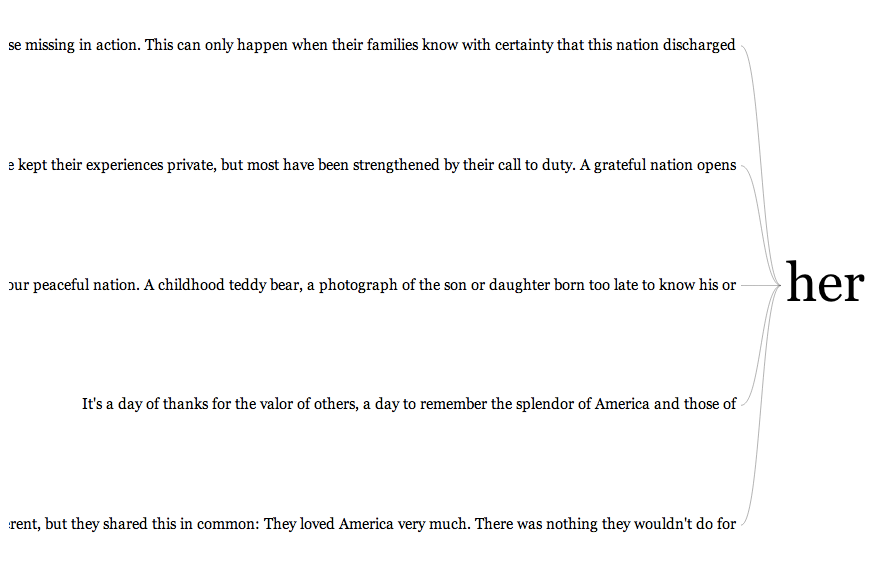 se missing in action. This can only happen when their families know with certainty that this nation discharged
kept their experiences private, but most have been strengthened by their call to duty. A grateful nation opens
our peaceful nation. A childhood teddy bear, a photograph of the son or daughter born too late to know his or
her
It's a day of thanks for the valor of others, a day to remember the splendor of America and those of
rent, but they shared this in common: They loved America very much. There was nothing they wouldn't do for